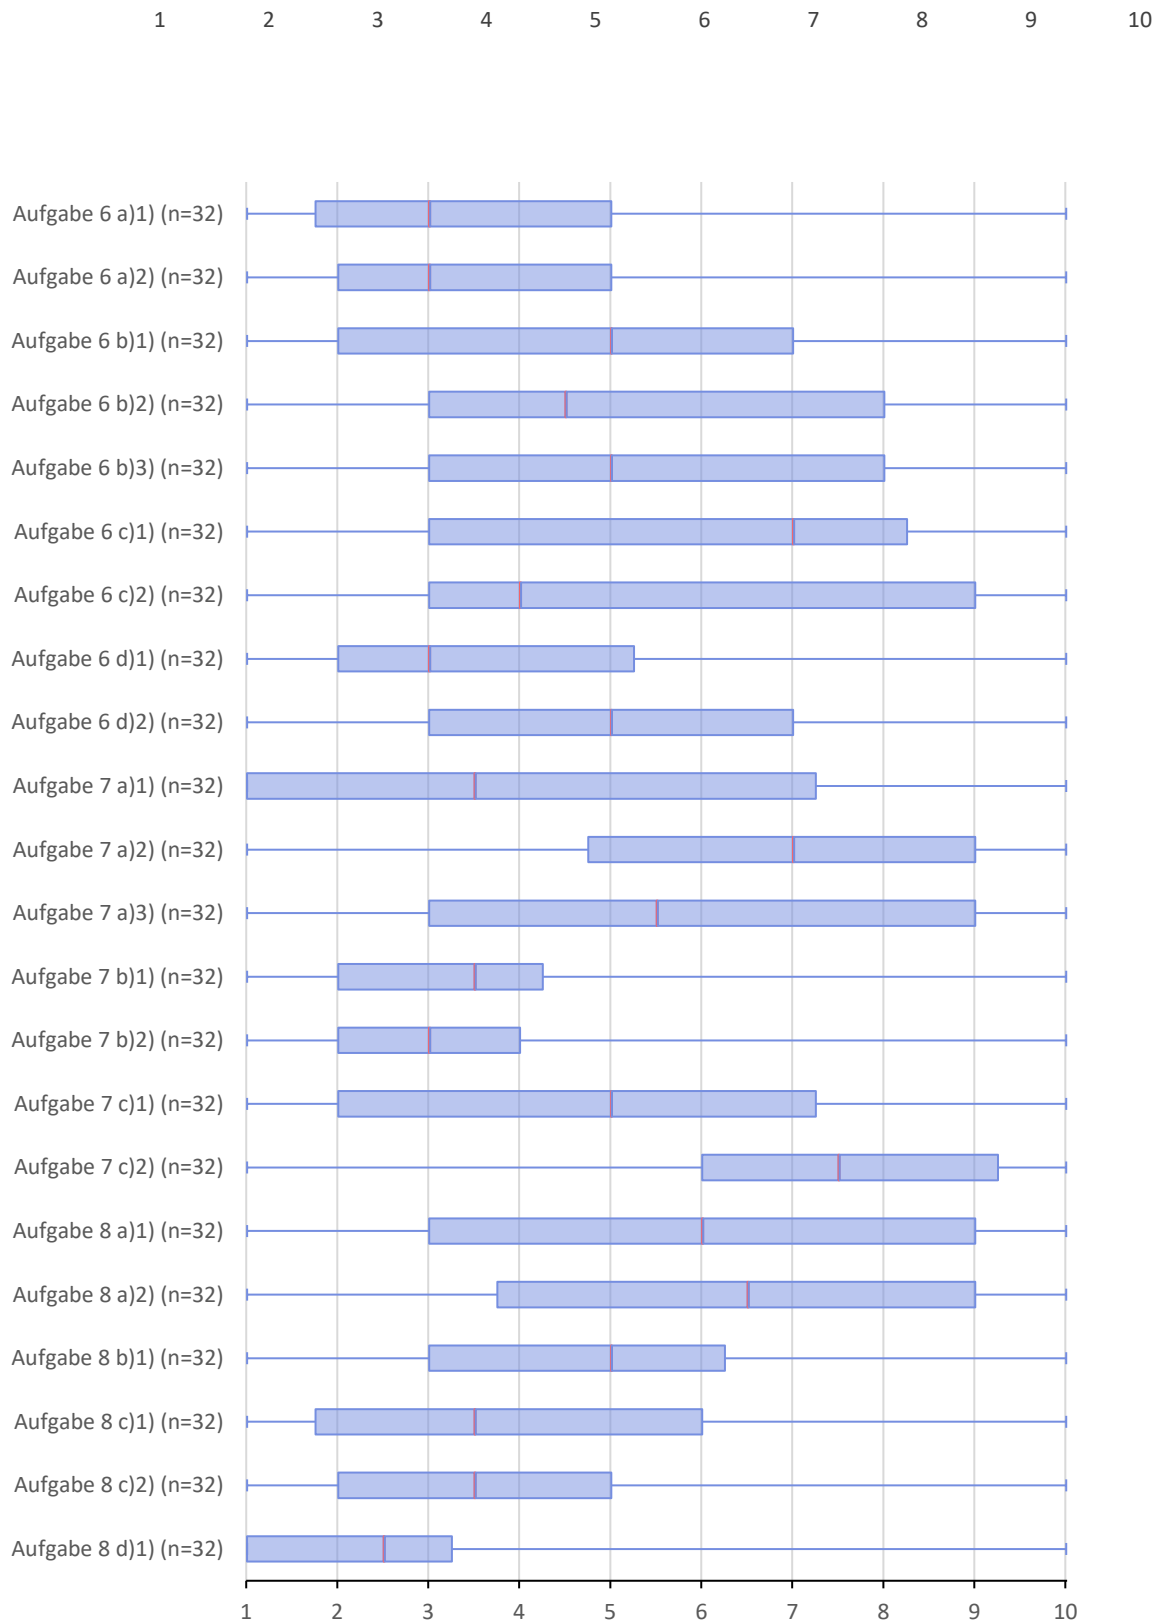 1 2 3 4 5 6 7 8 9 10
Aufgabe 6 a)1) (n=32)
Aufgabe 6 a)2) (n=32)
Aufgabe 6 b)1) (n=32)
Aufgabe 6 b)2) (n=32)
Aufgabe 6 b)3) (n=32)
Aufgabe 6 c)1) (n=32)
Aufgabe 6 c)2) (n=32)
Aufgabe 6 d)1) (n=32)
Aufgabe 6 d)2) (n=32)
Aufgabe 7 a)1) (n=32)
Aufgabe 7 a)2) (n=32)
Aufgabe 7 a)3) (n=32)
Aufgabe 7 b)1) (n=32)
Aufgabe 7 b)2) (n=32)
Aufgabe 7 c)1) (n=32)
Aufgabe 7 c)2) (n=32)
Aufgabe 8 a)1) (n=32)
Aufgabe 8 a)2) (n=32)
Aufgabe 8 b)1) (n=32)
Aufgabe 8 c)1) (n=32)
Aufgabe 8 c)2) (n=32)
Aufgabe 8 d)1) (n=32)
1 2 3 4 5 6 7 8 9 10